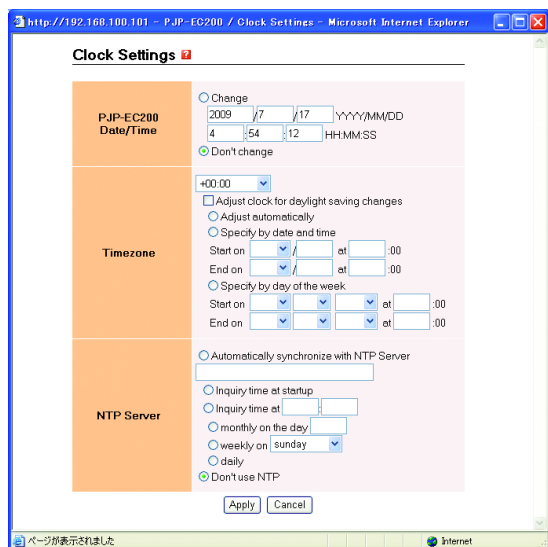 http://192.168.100.101 - PJP-EC200 / Clock Settings - Microsoft Internet Explorer
Clock Settings ?
PJP-EC200
Date/Time
Change
2009 /7 /17 YYYY/MM/DD
4 :54 :12 HH:MM:SS
Don't change
Timezone
+00:00
Adjust clock for daylight saving changes
Adjust automatically
Specify by date and time
Start on / at :00
End on / at :00
Specify by day of the week
Start on at :00
End on at :00
NTP Server
Automatically synchronize with NTP Server
Inquiry time at startup
Inquiry time at :
monthly on the day
weekly on sunday
daily
Don't use NTP
Apply Cancel
ページが表示されました Internet